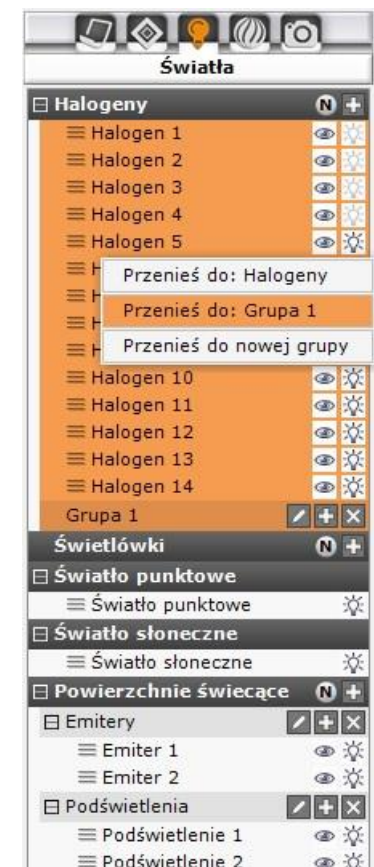 Światła
Halogeny N
Halogen 1
Halogen 2
Halogen 3
Halogen 4
Halogen 5
H
Przenieś do: Halogeny
H
Przenieś do: Grupa 1
H
H
Przenieś do nowej grupy
Halogen 10
Halogen 11
Halogen 12
Halogen 13
Halogen 14
Grupa 1
Świetlówki N
Światło punktowe
Światło punktowe
Światło słoneczne
Światło słoneczne
Powierzchnie świecące N
Emitery
Emiter 1
Emiter 2
Podświetlenia
Podświetlenie 1
Podświetlenie 2